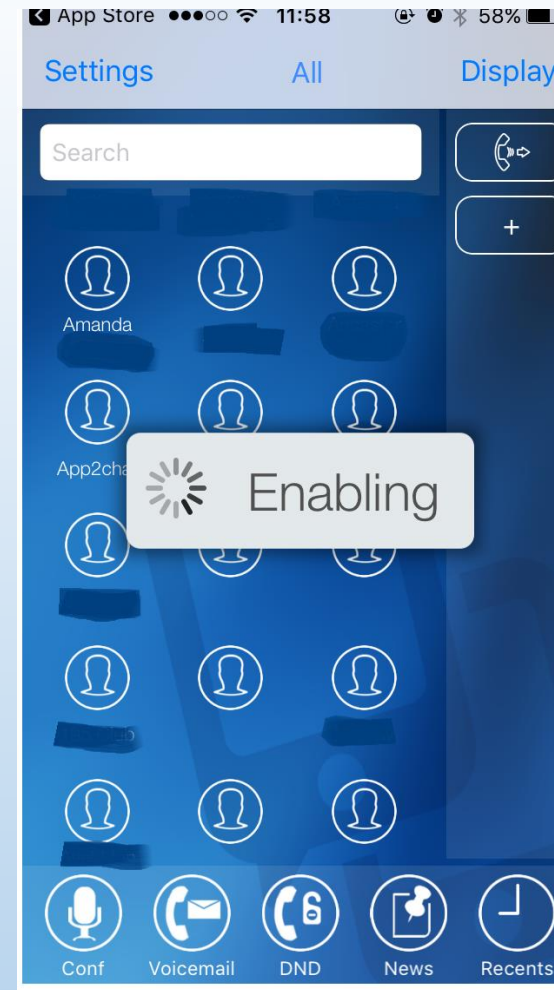 App Store 11:58 58%
Settings All Display
Search
+
Amanda
App2cha
Enabling
Conf Voicemail DND News Recents